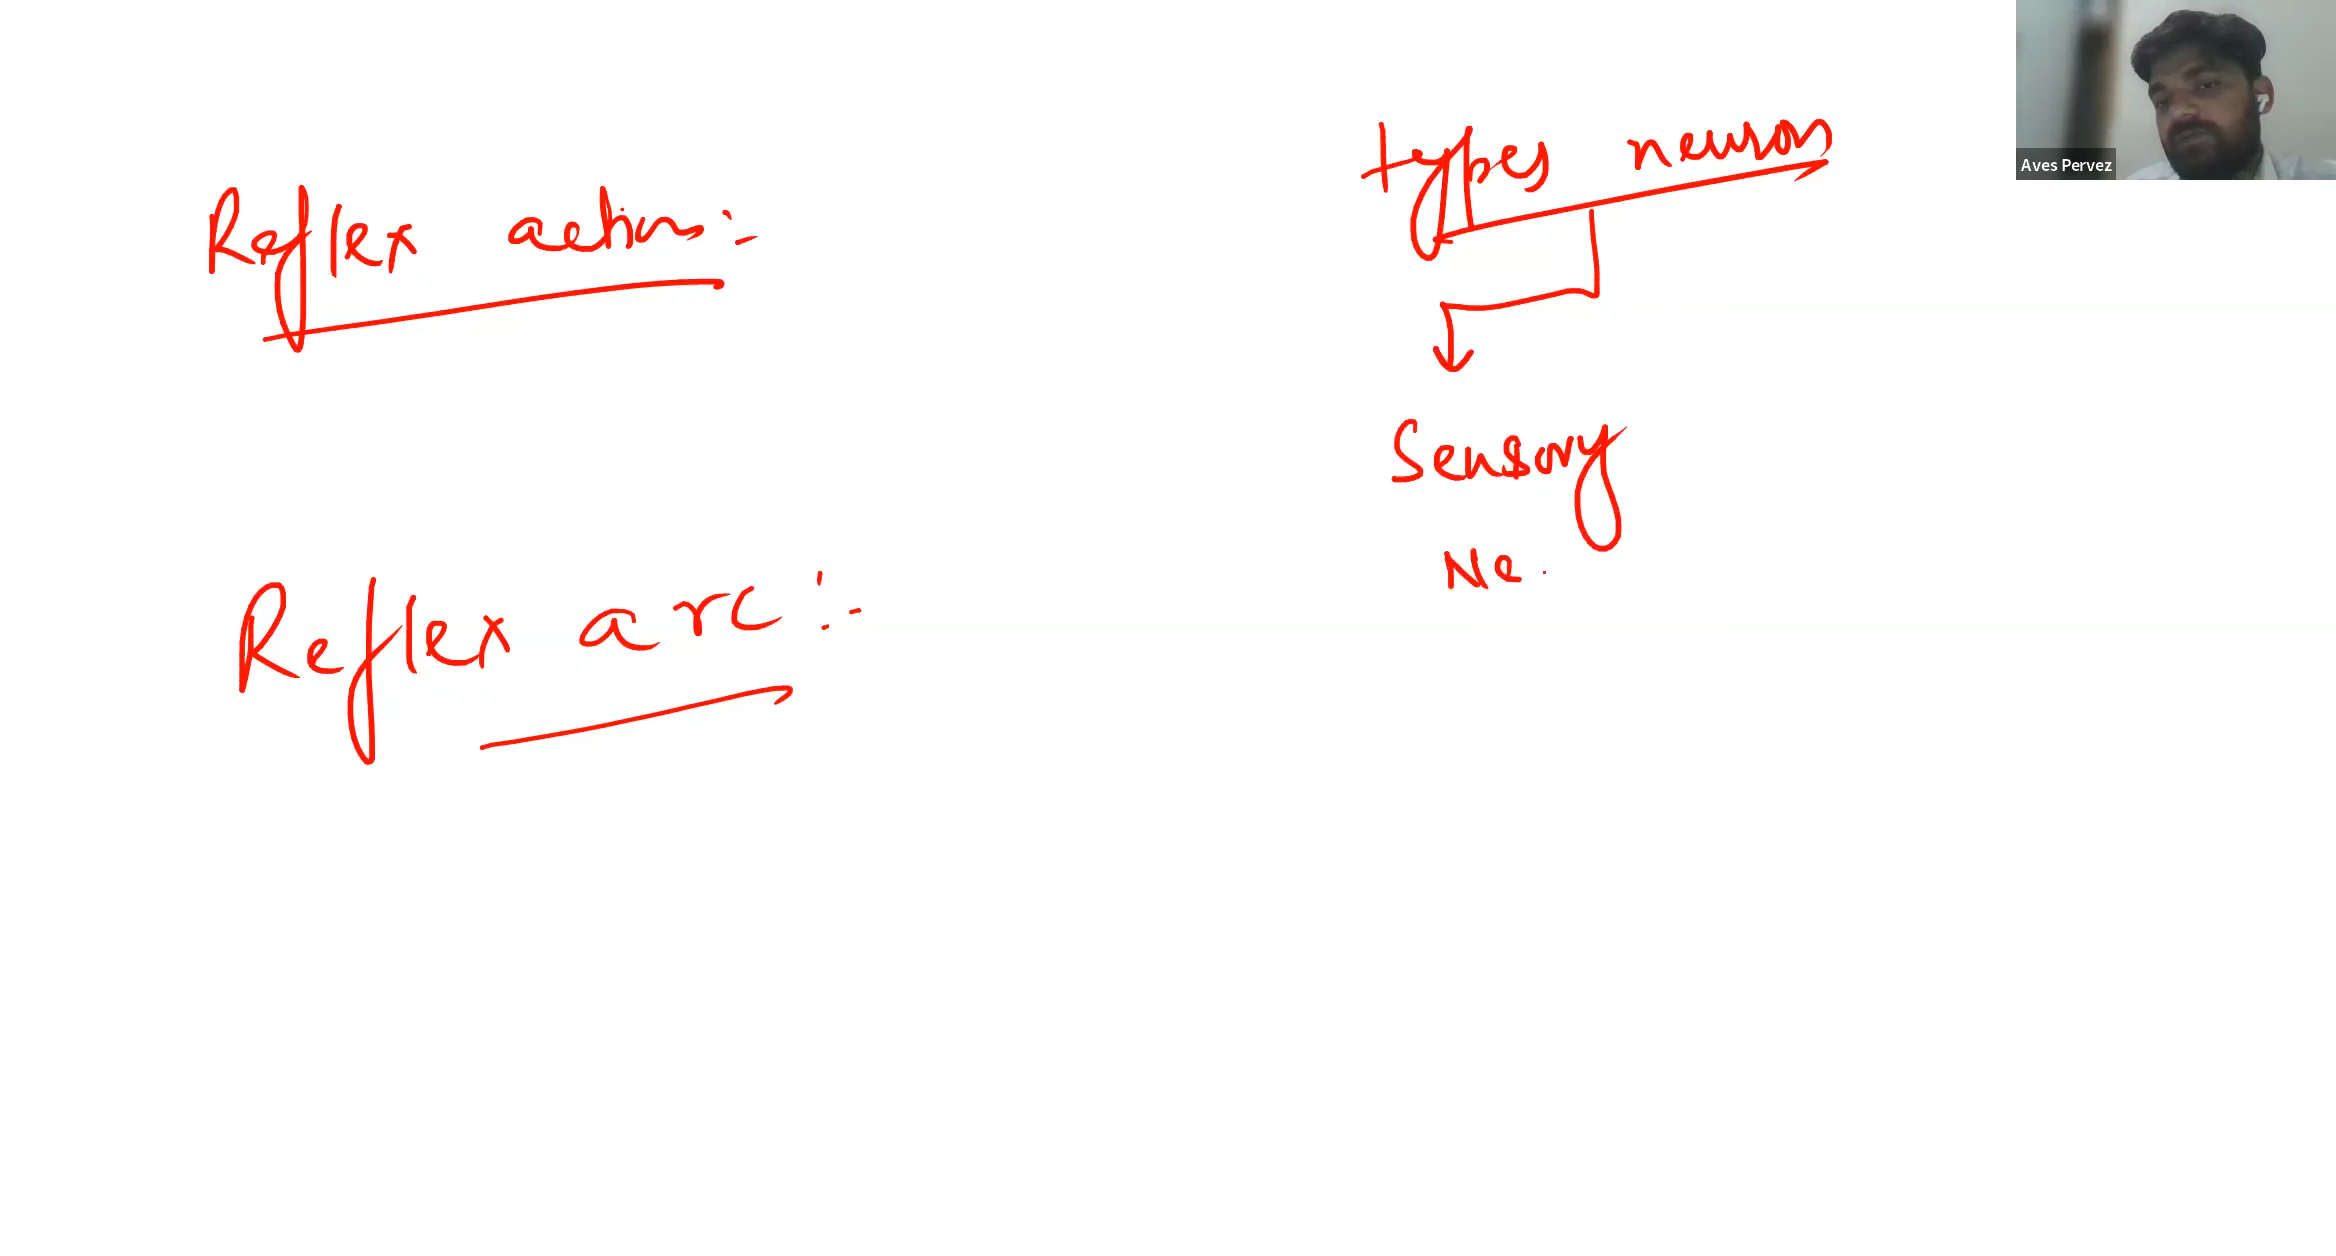 Reflex action:-
Reflex arc:-
types neuron
Sensory
Ne
Aves Pervez